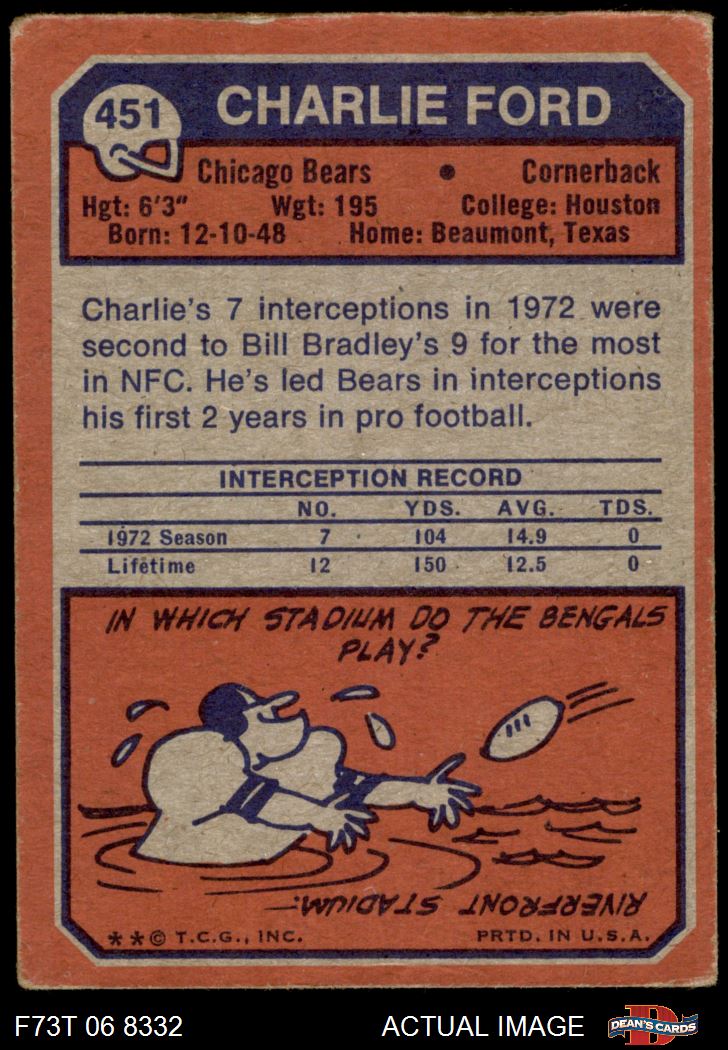 451
CHARLIE FORD
Chicago Bears • Cornerback
Hgt: 6'3" Wgt: 195 College: Houston
Born: 12-10-48 Home: Beaumont, Texas
Charlie's 7 interceptions in 1972 were
second to Bill Bradley's 9 for the most
in NFC. He's led Bears in interceptions
his first 2 years in pro football.
INTERCEPTION RECORD
NO. YDS. AVG. TDS.
1972 Season 7 104 14.9 0
Lifetime 12 150 12.5 0
IN WHICH STADIUM DO THE BENGALS
PLAY?
RIVERFRONT STADIUM.
**© T.C.G., INC. PRTD. IN U.S.A.
F73T 06 8332 ACTUAL IMAGE
D
DEAN'S CARDS